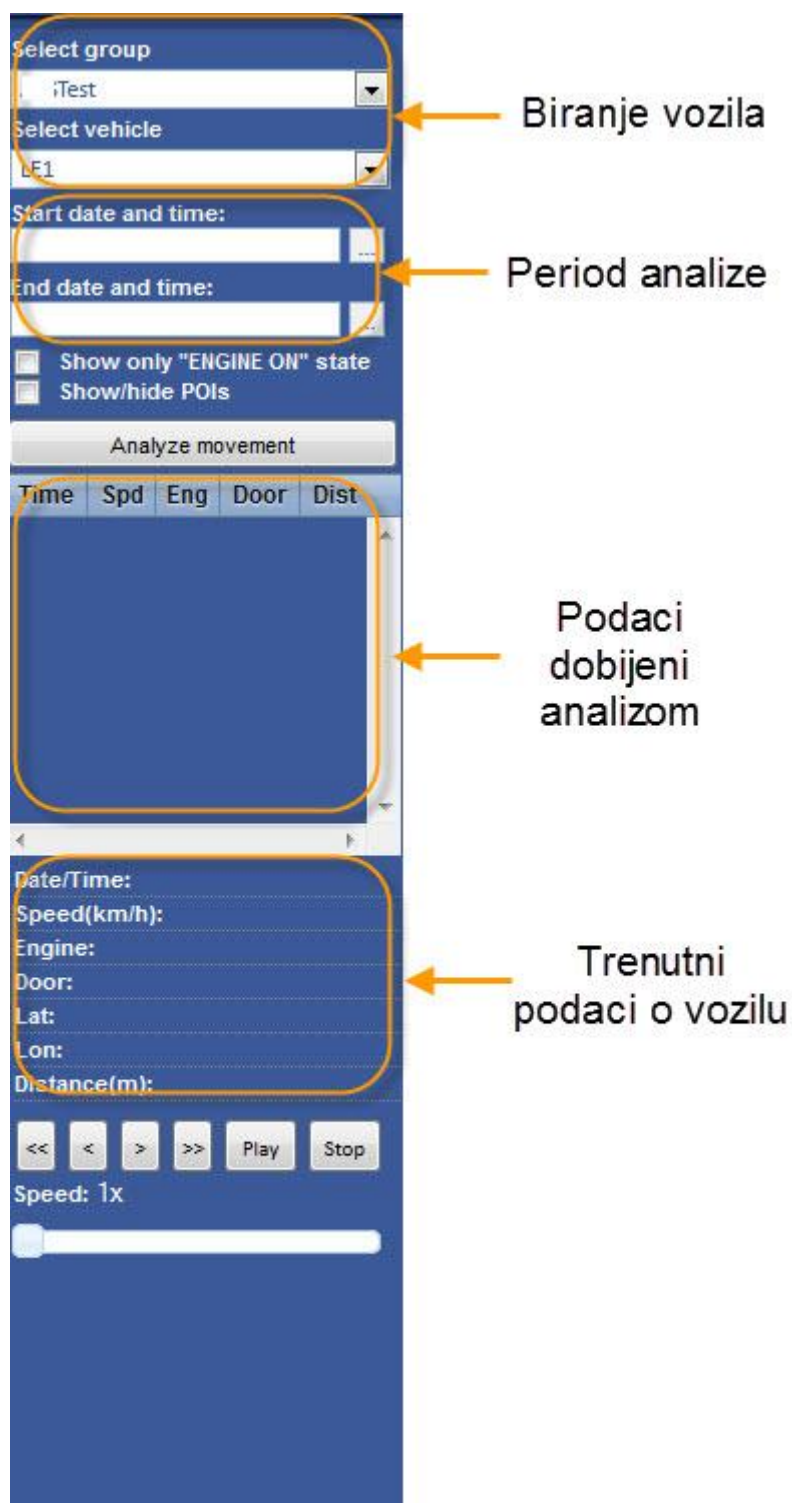 Select group
Test
Biranje vozila
Select vehicle
LE1
Start date and time:
...
Period analize
End date and time:
...
Show only "ENGINE ON" state
Show/hide POIs
Analyze movement
Time Spd Eng Door Dist
Podaci
dobijeni
analizom
Date/Time:
Speed(km/h):
Engine:
Door:
Lat:
Lon:
Distance(m):
Trenutni
podaci o vozilu
<< < > >> Play Stop
Speed: 1x